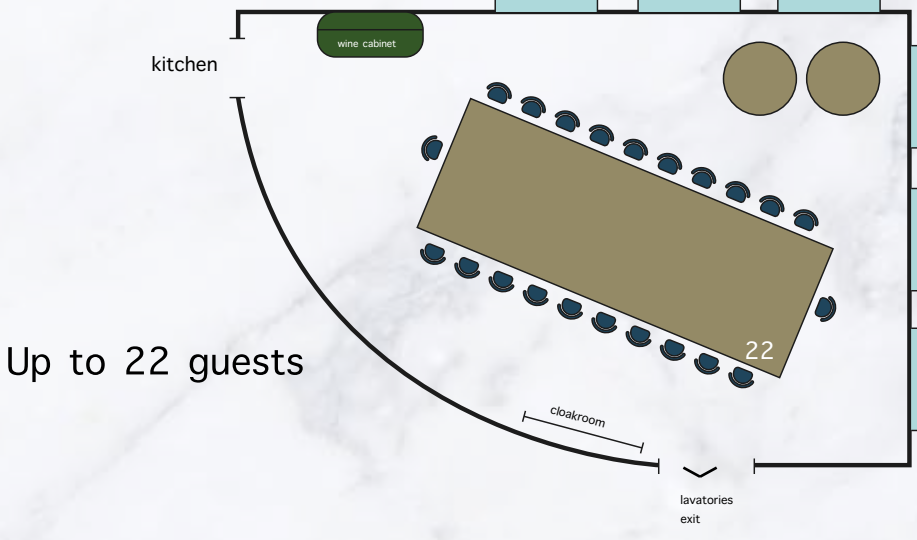 wine cabinet
kitchen
22
Up to 22 guests
cloakroom
lavatories
exit